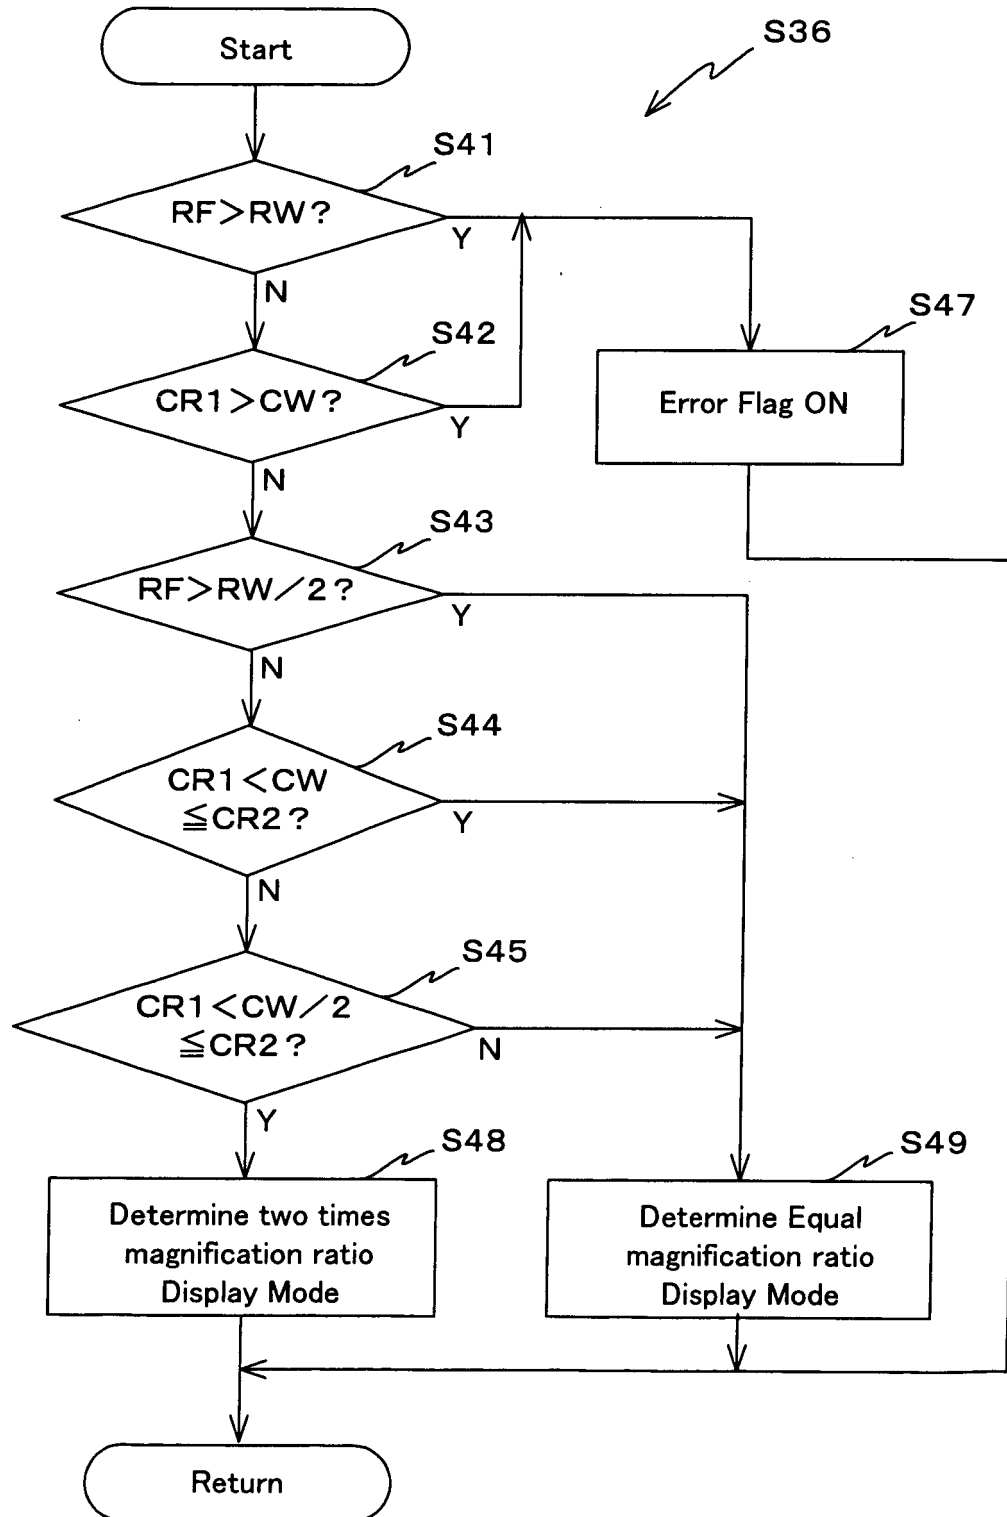 S36
Start
S41
RF>RW?
Y
N
S42
CR1>CW?
Y
N
S47
Error Flag ON
S43
RF>RW/2?
Y
N
S44
CR1<CW
≦CR2?
Y
N
S45
CR1<CW/2
≦CR2?
N
Y
S48
Determine two times
magnification ratio
Display Mode
S49
Determine Equal
magnification ratio
Display Mode
Return